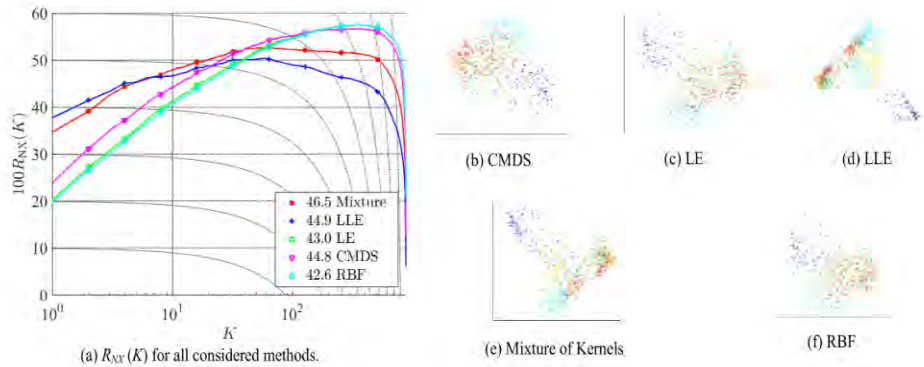 60
50
40
30
20
10
0
100R_NX(K)
46.5 Mixture
44.9 LLE
43.0 LE
44.8 CMDS
42.6 RBF
10^0
10^1
10^2
K
(a) R_NX(K) for all considered methods.
(b) CMDS
(c) LE
(d) LLE
(e) Mixture of Kernels
(f) RBF